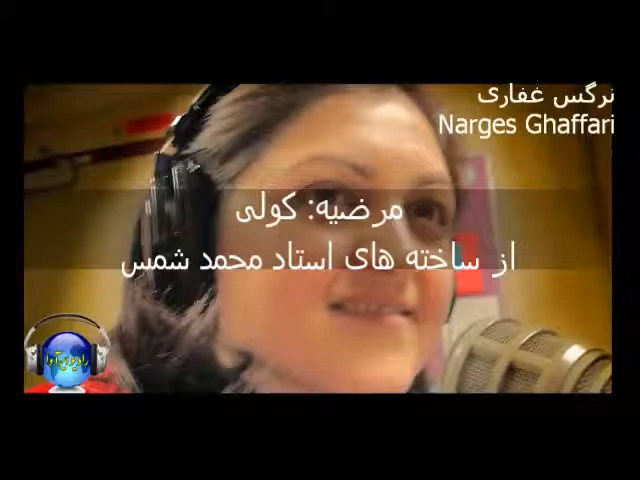 نرگس غفاری
Narges Ghaffari
مرضیه: کولی
از ساخته های استاد محمد شمس